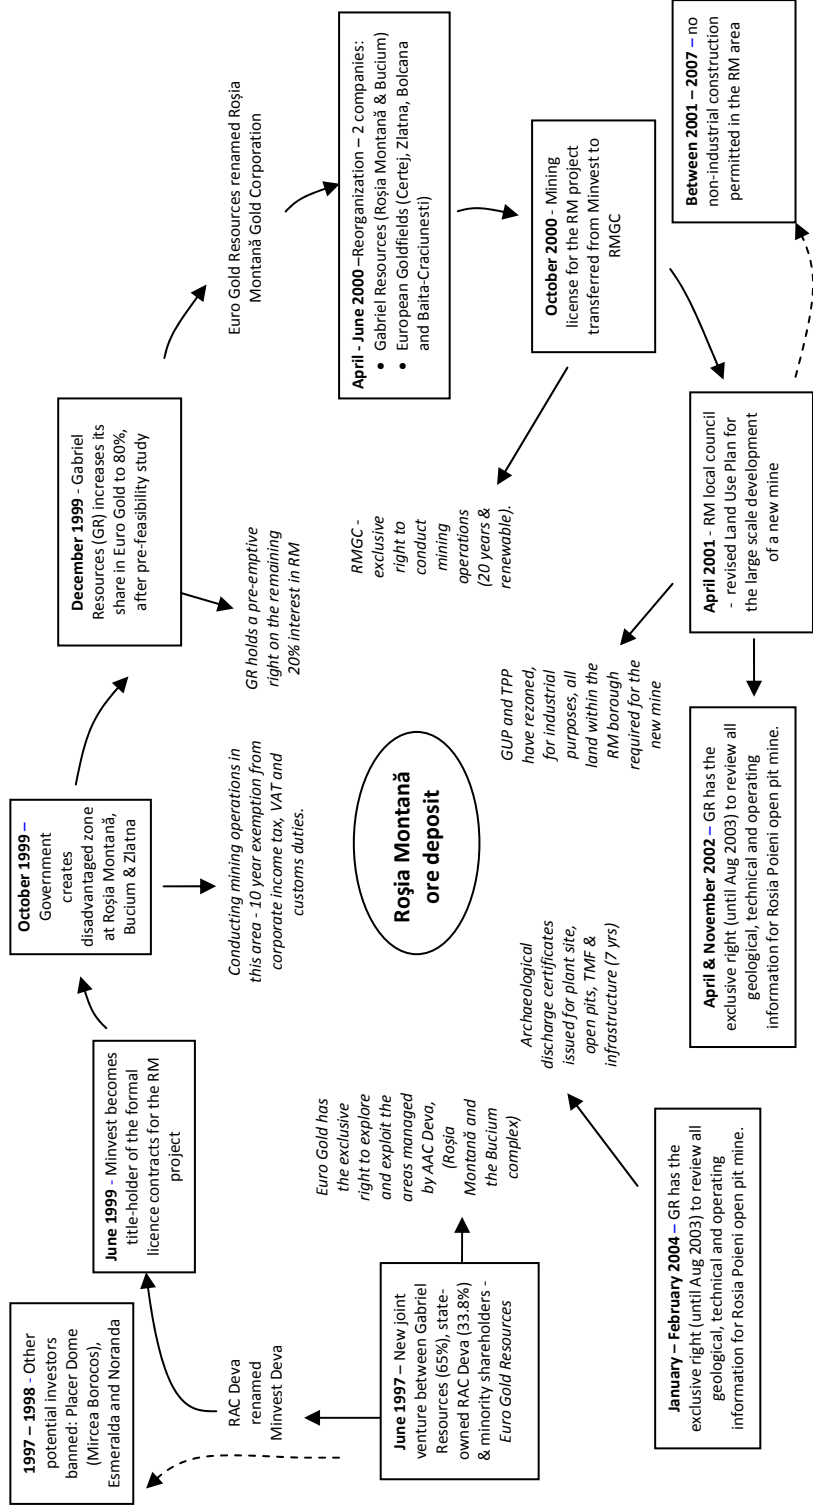 1997 – 1998 - Other
potential investors
banned: Placer Dome
(Mircea Borocos),
Esmeralda and Noranda
RAC Deva
renamed
Minvest Deva
June 1997 – New joint
venture between Gabriel
Resources (65%), state-
owned RAC Deva (33.8%)
& minority shareholders -
Euro Gold Resources
Euro Gold has
the exclusive
right to explore
and exploit the
areas managed
by AAC Deva,
(Roșia
Montană and
the Bucium
complex)
June 1999 - Minvest becomes
title-holder of the formal
licence contracts for the RM
project
October 1999 –
Government
creates
disadvantaged zone
at Roșia Montană,
Bucium & Zlatna
Conducting mining operations in
this area - 10 year exemption from
corporate income tax, VAT and
customs duties.
December 1999 - Gabriel
Resources (GR) increases its
share in Euro Gold to 80%,
after pre-feasibility study
GR holds a pre-emptive
right on the remaining
20% interest in RM
Euro Gold Resources renamed Roșia
Montană Gold Corporation
April - June 2000 –Reorganization – 2 companies:
• Gabriel Resources (Roșia Montană & Bucium)
• European Goldfields (Certej, Zlatna, Bolcana
and Baita-Craciunesti)
October 2000 - Mining
license for the RM project
transferred from Minvest to
RMGC
RMGC -
exclusive
right to
conduct
mining
operations
(20 years &
renewable).
Roşia Montană
ore deposit
April 2001 - RM local council
- revised Land Use Plan for
the large scale development
of a new mine
GUP and TPP
have rezoned,
for industrial
purposes, all
land within the
RM borough
required for the
new mine
Between 2001 – 2007 – no
non-industrial construction
permitted in the RM area
April & November 2002 – GR has the
exclusive right (until Aug 2003) to review all
geological, technical and operating
information for Rosia Poieni open pit mine.
January – February 2004 – GR has the
exclusive right (until Aug 2003) to review all
geological, technical and operating
information for Rosia Poieni open pit mine.
Archaeological
discharge certificates
issued for plant site,
open pits, TMF &
infrastructure (7 yrs)